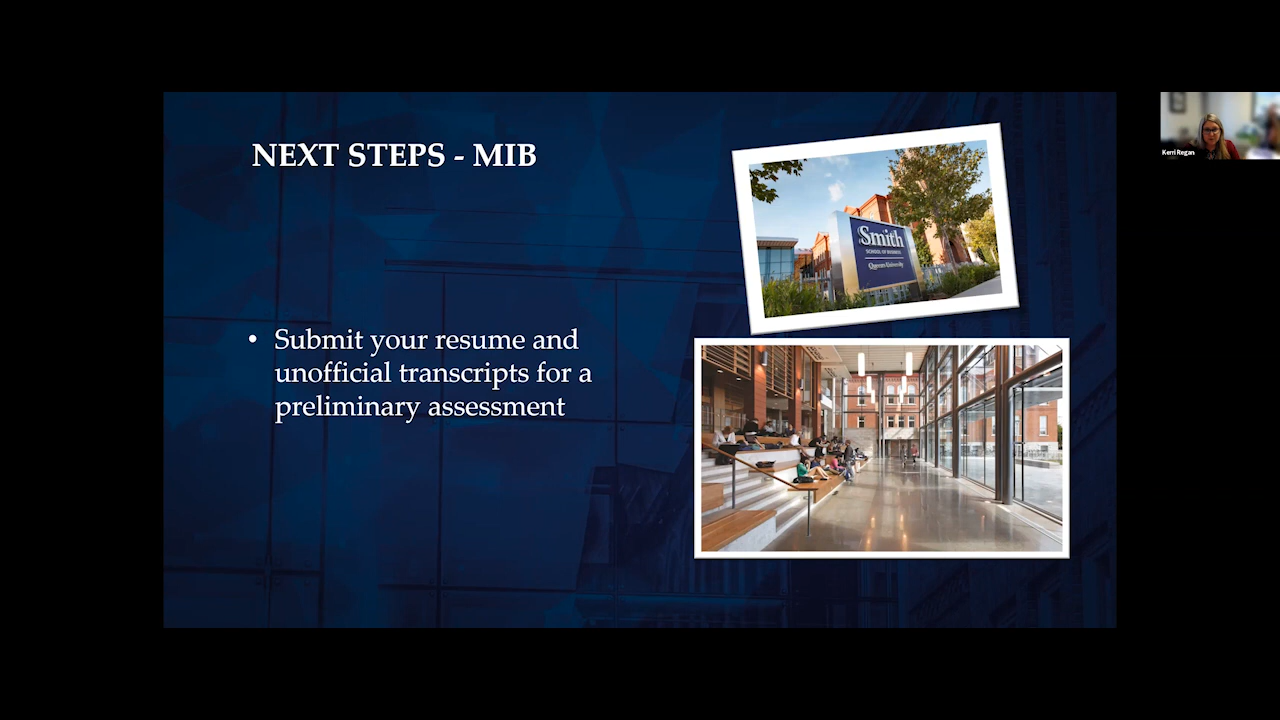 NEXT STEPS - MIB
Smith
SCHOOL OF BUSINESS
Queen's University
• Submit your resume and
unofficial transcripts for a
preliminary assessment
Kerri Regan